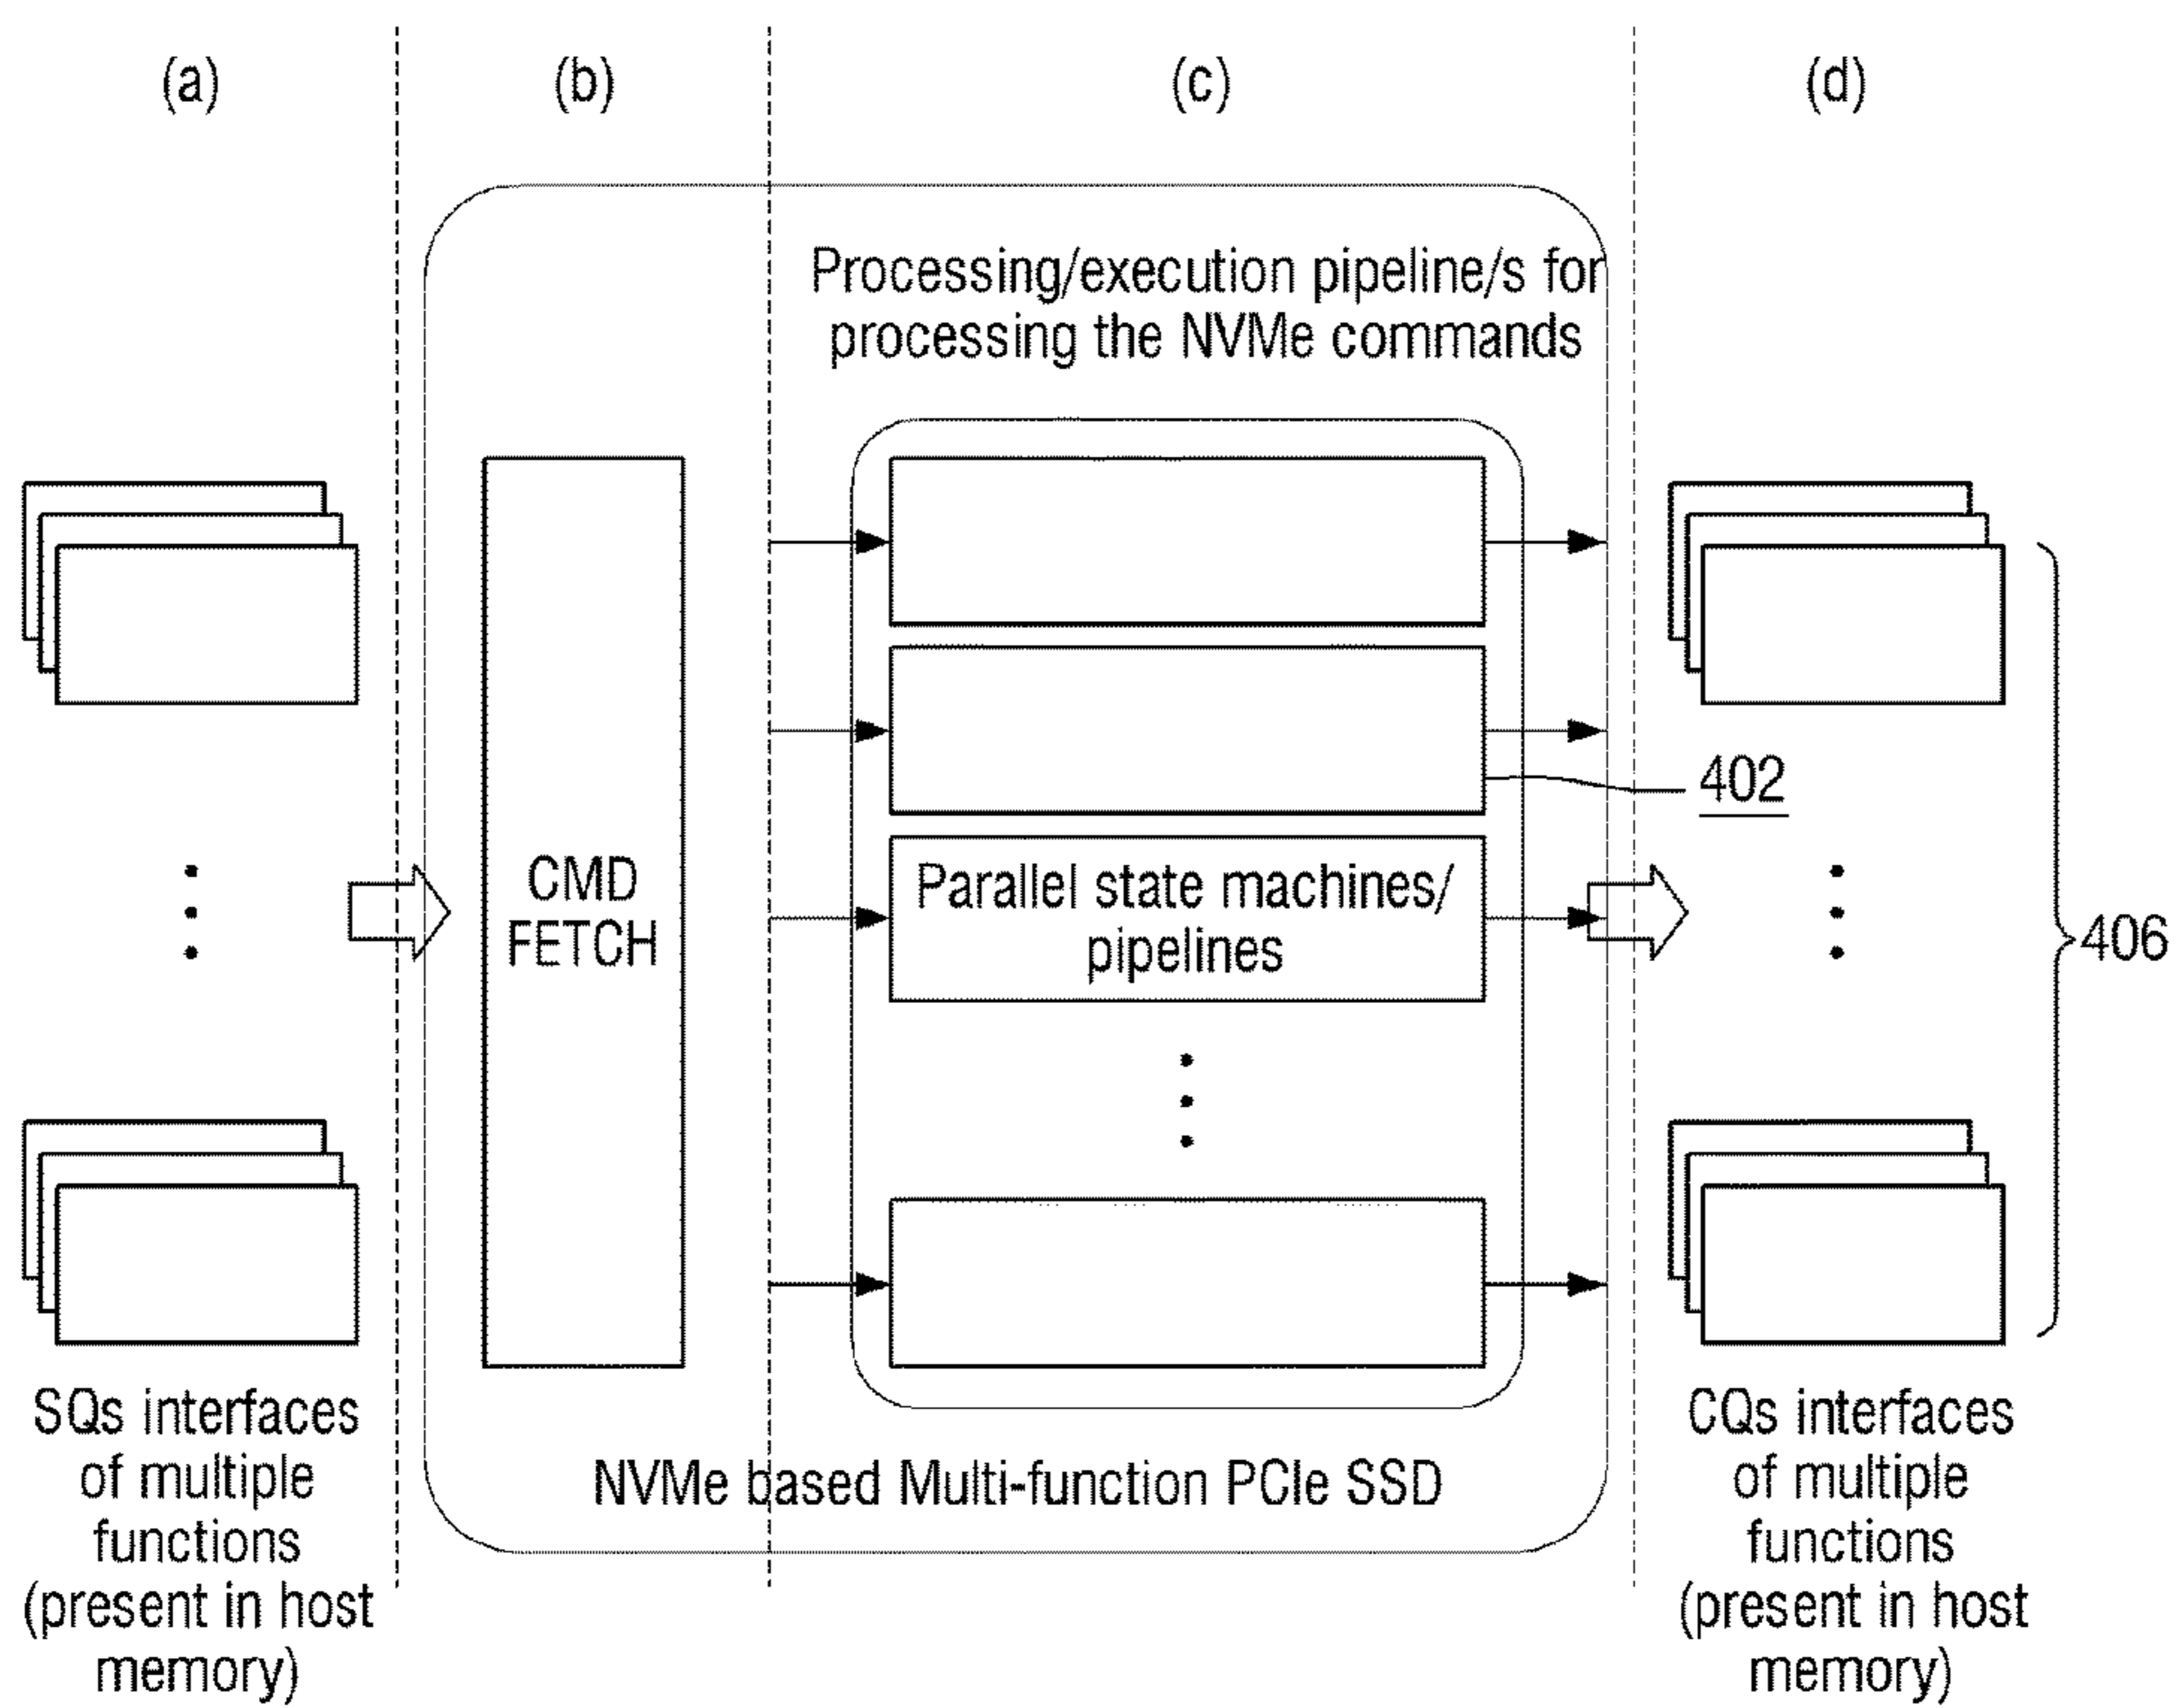 (a)
(b)
(c)
(d)
Processing/execution pipeline/s for
processing the NVMe commands
402
CMD
FETCH
Parallel state machines/
pipelines
406
SQs interfaces
of multiple
functions
(present in host
memory)
NVMe based Multi-function PCIe SSD
CQs interfaces
of multiple
functions
(present in host
memory)